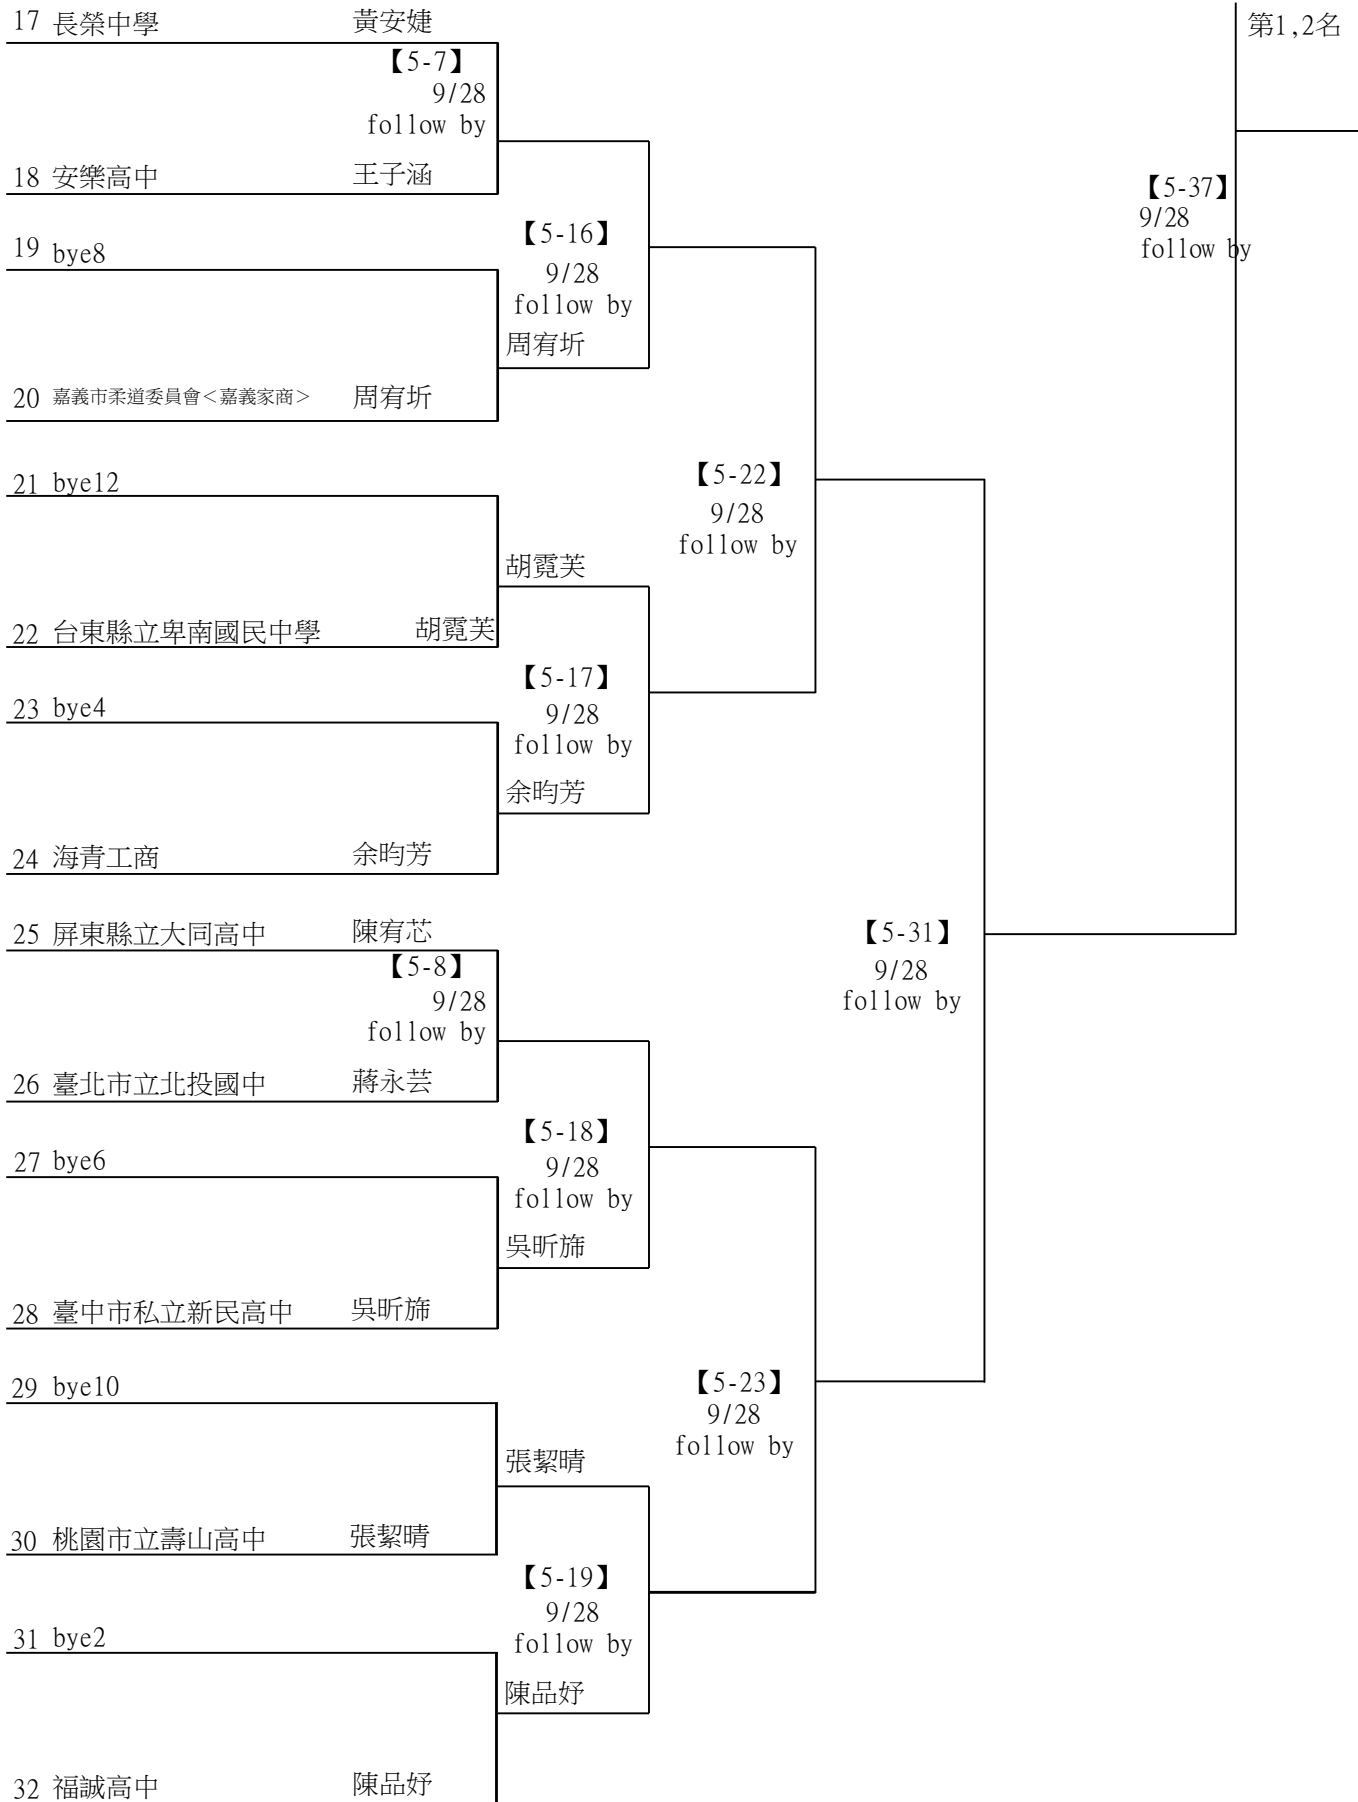 17 長榮中學 黃安婕
第1,2名
【5-7】
9/28
follow by
18 安樂高中 王子涵
【5-37】
9/28
follow by
19 bye8
【5-16】
9/28
follow by
周宥圻
20 嘉義市柔道委員會<嘉義家商> 周宥圻
21 bye12
【5-22】
9/28
follow by
胡霓芙
22 台東縣立卑南國民中學 胡霓芙
【5-17】
9/28
follow by
23 bye4
余昀芳
24 海青工商 余昀芳
25 屏東縣立大同高中 陳宥芯
【5-31】
9/28
follow by
【5-8】
9/28
follow by
26 臺北市立北投國中 蔣永芸
【5-18】
9/28
follow by
27 bye6
吳昕旆
28 臺中市私立新民高中 吳昕旆
29 bye10
【5-23】
9/28
follow by
張絜晴
30 桃園市立壽山高中 張絜晴
【5-19】
9/28
follow by
31 bye2
陳品妤
32 福誠高中 陳品妤